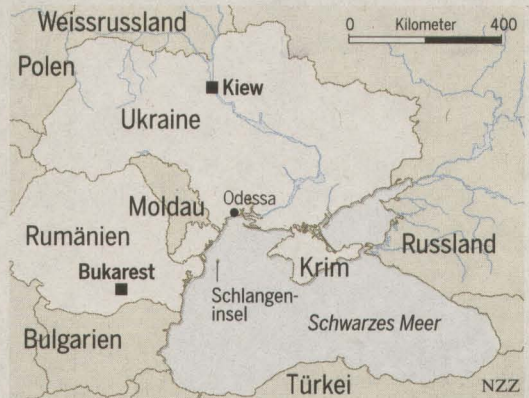 Weissrussland
0 Kilometer 400
Polen
Kiew
Ukraine
Odessa
Moldau
Rumänien
Russland
Krim
Bukarest
Schlangen-
insel
Schwarzes Meer
Bulgarien
Türkei
NZZ